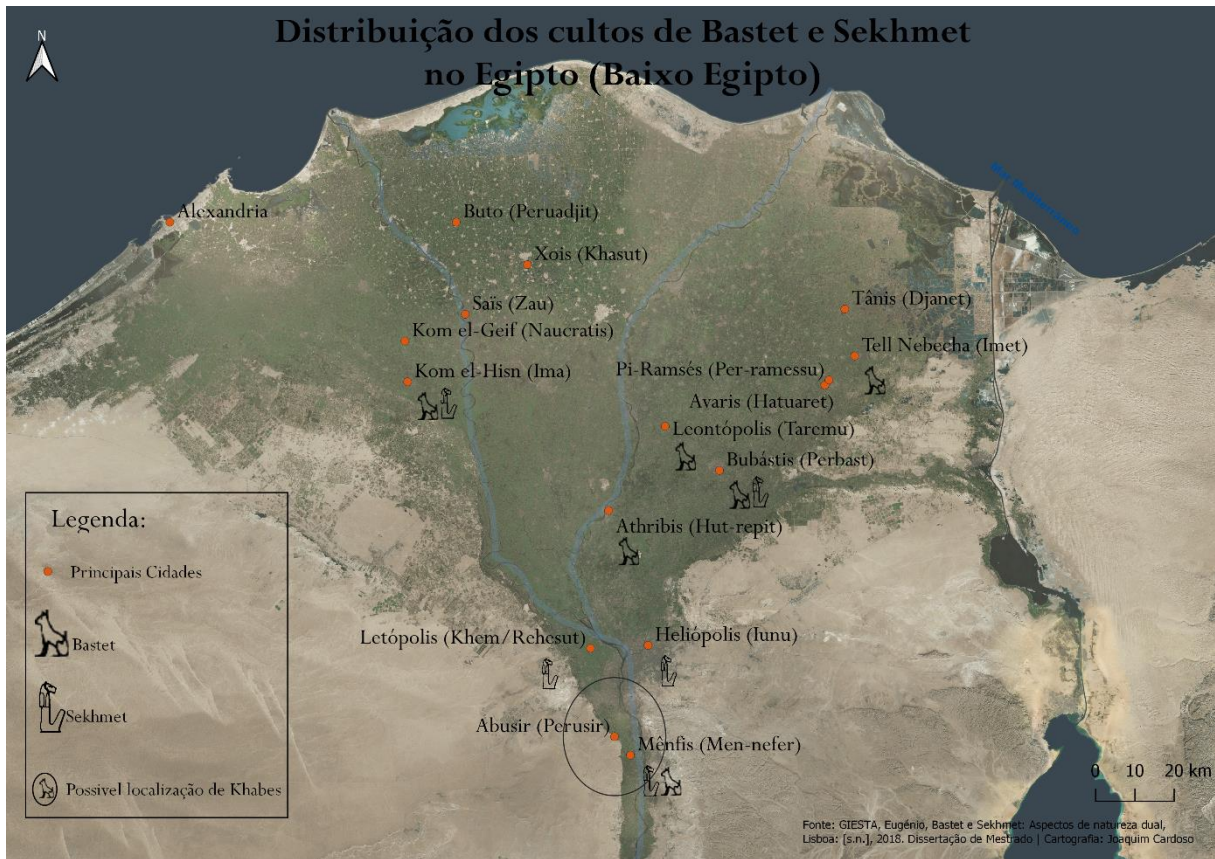 Distribuição dos cultos de Bastet e Sekhmet
no Egipto (Baixo Egipto)
N
Mar Mediterrâneo
Alexandria
Buto (Peruadjit)
Xois (Khasut)
Saïs (Zau)
Tânis (Djanet)
Kom el-Geif (Naucratis)
Tell Nebecha (Imet)
Kom el-Hisn (Ima)
Pi-Ramsés (Per-ramessu)
Avaris (Hatuaret)
Leontópolis (Taremu)
Bubástis (Perbast)
Athribis (Hut-repit)
Letópolis (Khem/Rehesut)
Heliópolis (Iunu)
Abusir (Perusir)
Mênfis (Men-nefer)
Legenda:
Principais Cidades
Bastet
Sekhmet
Possivel localização de Khabes
0 10 20 km
Fonte: GIESTA, Eugénio, Bastet e Sekhmet: Aspectos de natureza dual,
Lisboa: [s.n.], 2018. Dissertação de Mestrado | Cartografia: Joaquim Cardoso